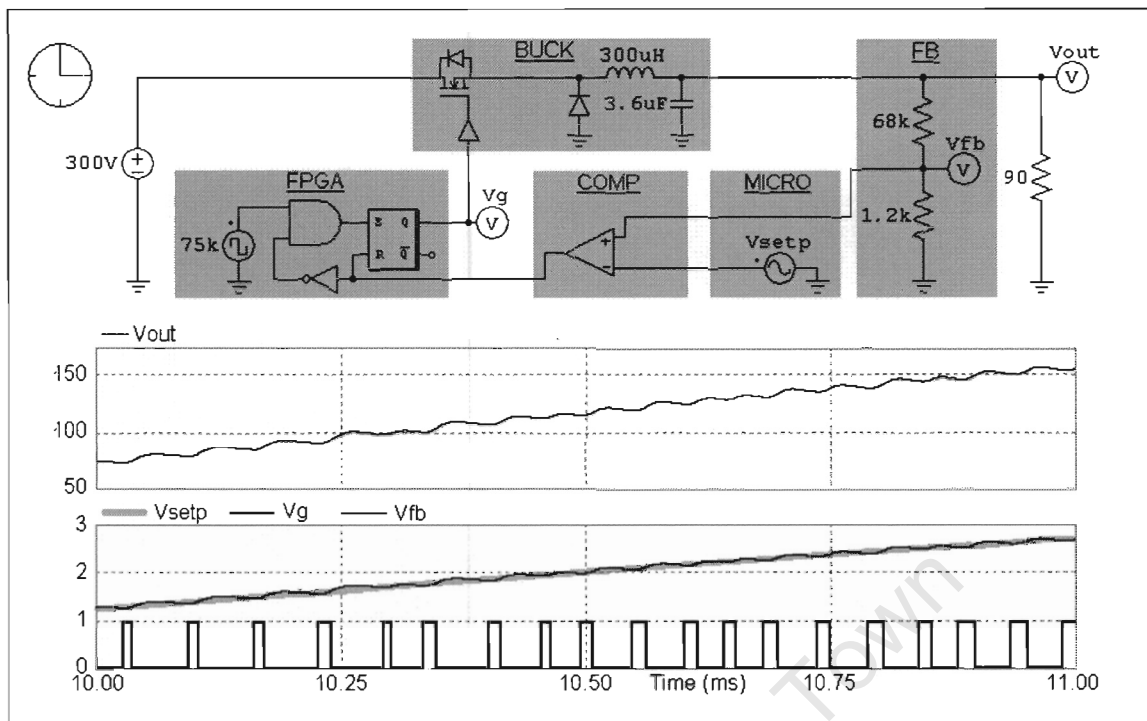 BUCK
300uH
3.6uF
FB
Vout
V
68k
Vfb
V
1.2k
90
300V
+
−
FPGA
75k
S Q
R Q
Vg
V
COMP
+
−
MICRO
Vsetp
Vout
150
100
50
Vsetp Vg Vfb
3
2
1
0
10.00 10.25 10.50 Time (ms) 10.75 11.00
Town